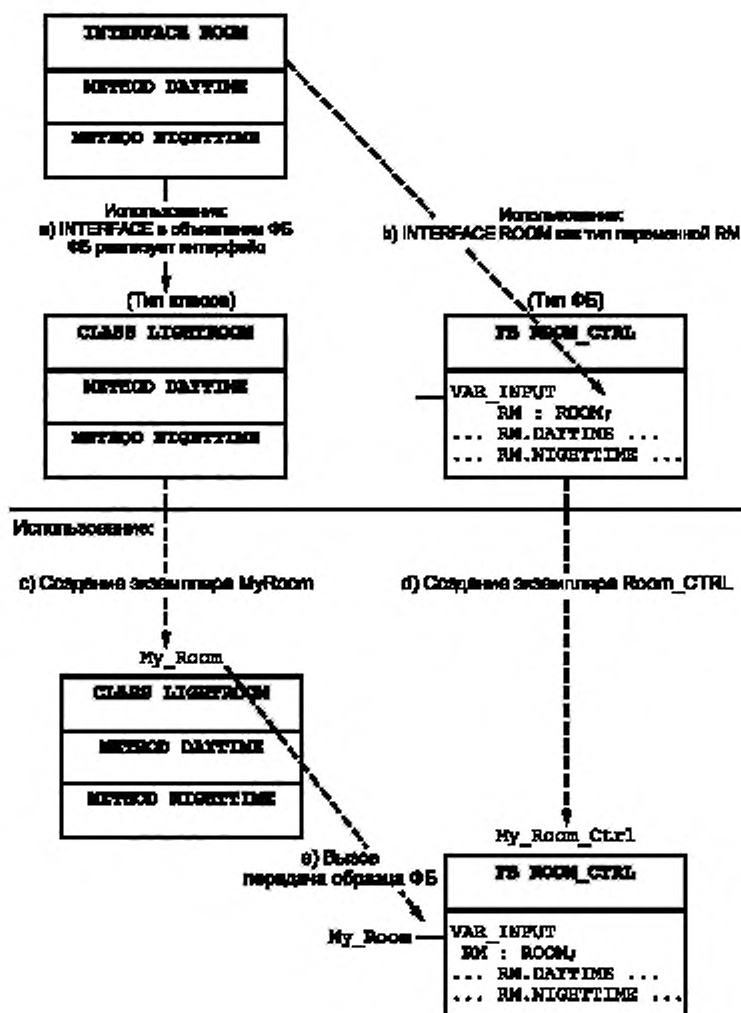 INTERFACE ROOM
METHOD DAYTIME
METHOD NIGHTTIME
Использование:
a) INTERFACE в объявлении ФБ
ФБ реализует интерфейс
Использование:
b) INTERFACE ROOM как тип переменной RM
(Тип класса)
CLASS LIGHTROOM
METHOD DAYTIME
METHOD NIGHTTIME
(Тип ФБ)
FB ROOM_CTRL
VAR_INPUT
RM : ROOM;
... RM.DAYTIME ...
... RM.NIGHTTIME ...
Использование:
c) Создание экземпляра MyRoom
d) Создание экземпляра Room_CTRL
My_Room
CLASS LIGHTROOM
METHOD DAYTIME
METHOD NIGHTTIME
e) Вызов
передача образца ФБ
My_Room_Ctrl
FB ROOM_CTRL
My_Room
VAR_INPUT
RM : ROOM;
... RM.DAYTIME ...
... RM.NIGHTTIME ...